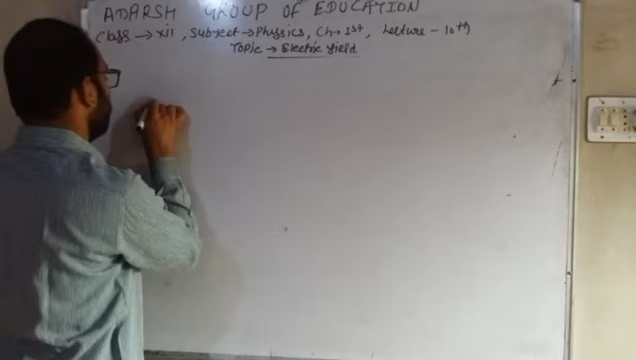 ADARSH GROUP OF EDUCATION
Class → XII, Subject → Physics, Ch → 1st, Lecture - 10th
Topic → Electric field